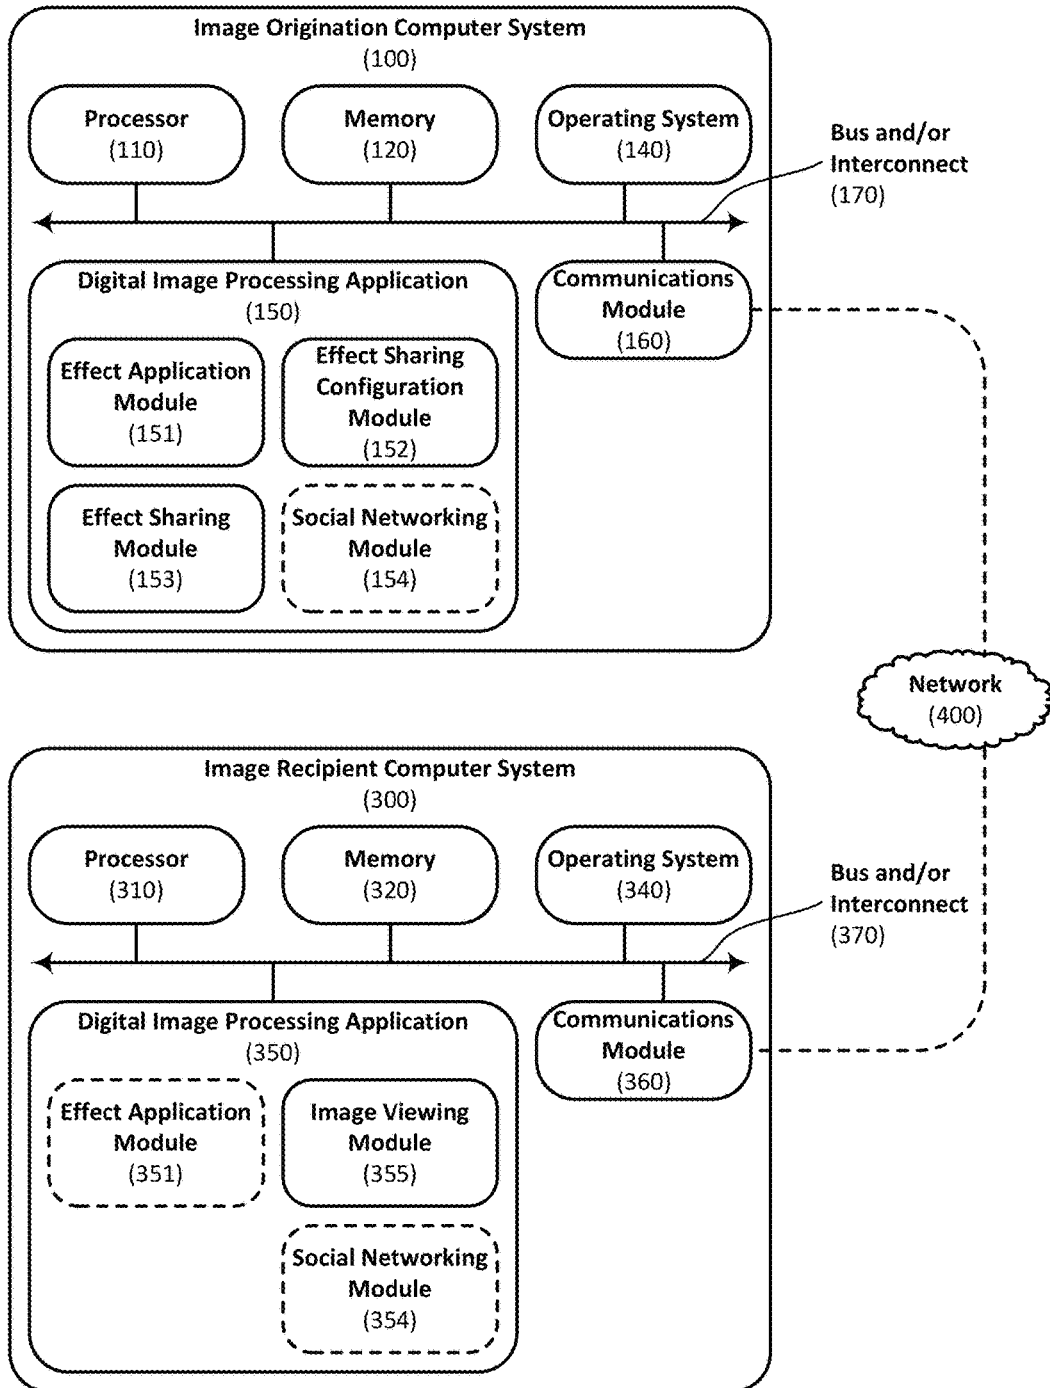 Image Origination Computer System
(100)
Processor
(110)
Memory
(120)
Operating System
(140)
Bus and/or
Interconnect
(170)
Digital Image Processing Application
(150)
Communications
Module
(160)
Effect Application
Module
(151)
Effect Sharing
Configuration
Module
(152)
Effect Sharing
Module
(153)
Social Networking
Module
(154)
Network
(400)
Image Recipient Computer System
(300)
Processor
(310)
Memory
(320)
Operating System
(340)
Bus and/or
Interconnect
(370)
Digital Image Processing Application
(350)
Communications
Module
(360)
Effect Application
Module
(351)
Image Viewing
Module
(355)
Social Networking
Module
(354)